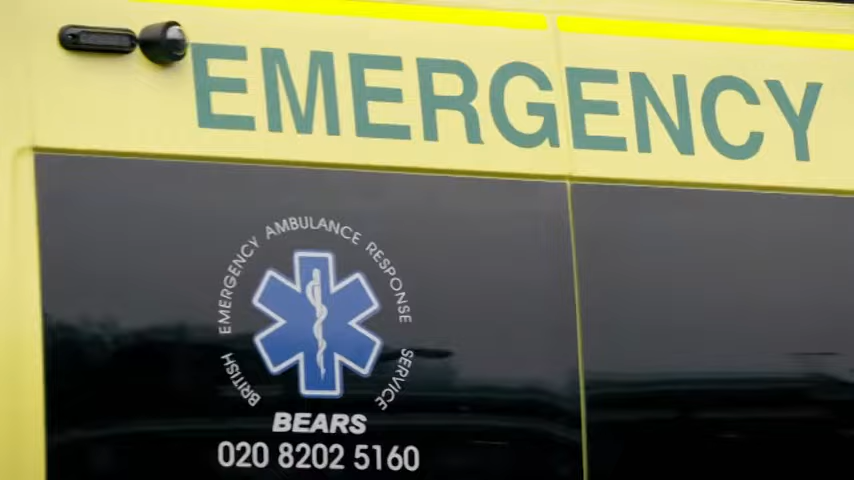 EMERGENCY
BRITISH EMERGENCY AMBULANCE RESPONSE SERVICE
BEARS
020 8202 5160